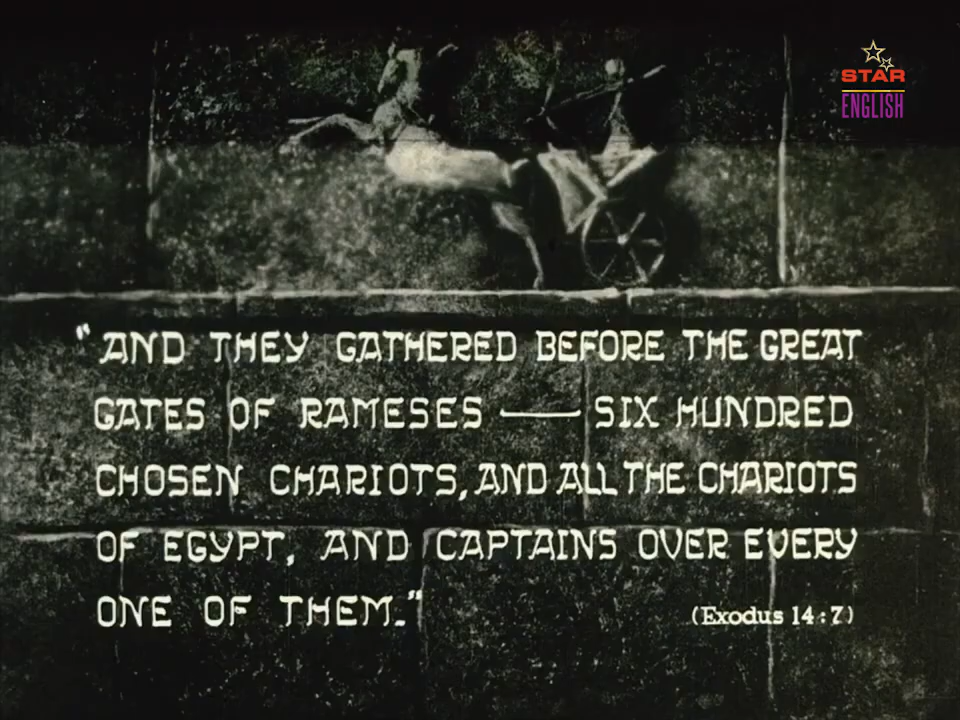 STAR
ENGLISH
"AND THEY GATHERED BEFORE THE GREAT
GATES OF RAMESES — SIX HUNDRED
CHOSEN CHARIOTS, AND ALL THE CHARIOTS
OF EGYPT, AND CAPTAINS OVER EVERY
ONE OF THEM."
(Exodus 14:7)